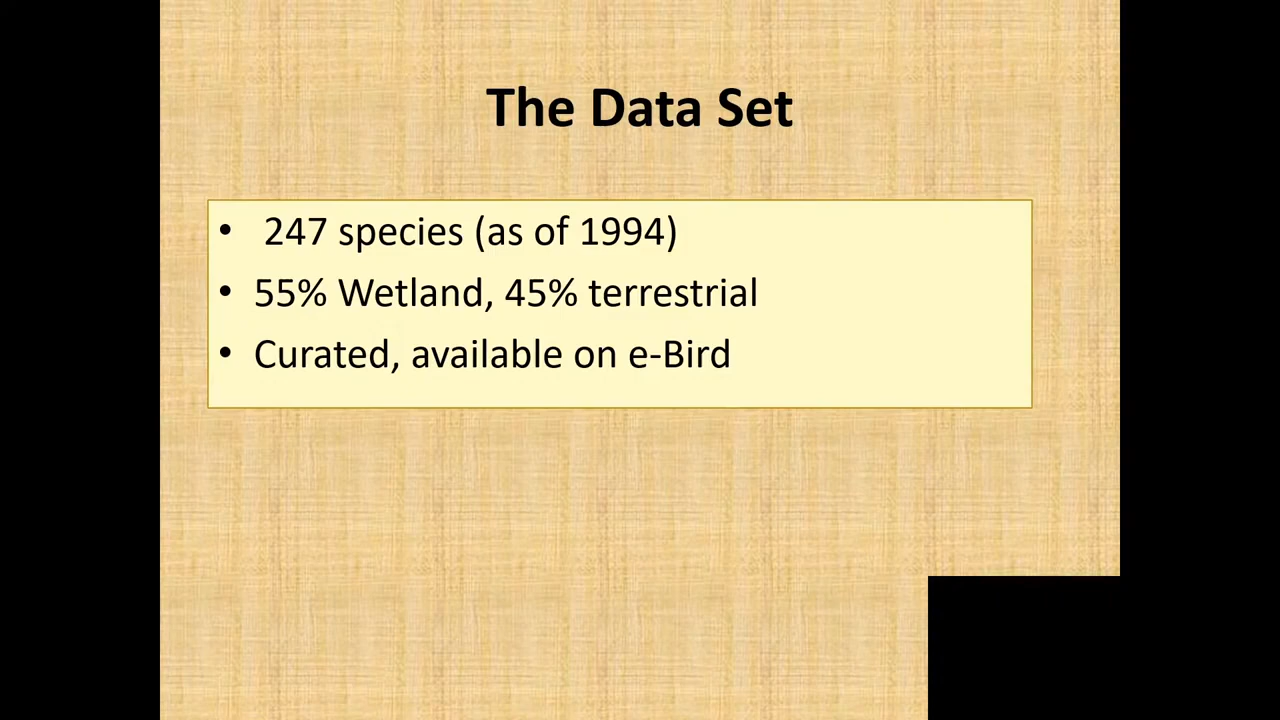 The Data Set
• 247 species (as of 1994)
• 55% Wetland, 45% terrestrial
• Curated, available on e-Bird